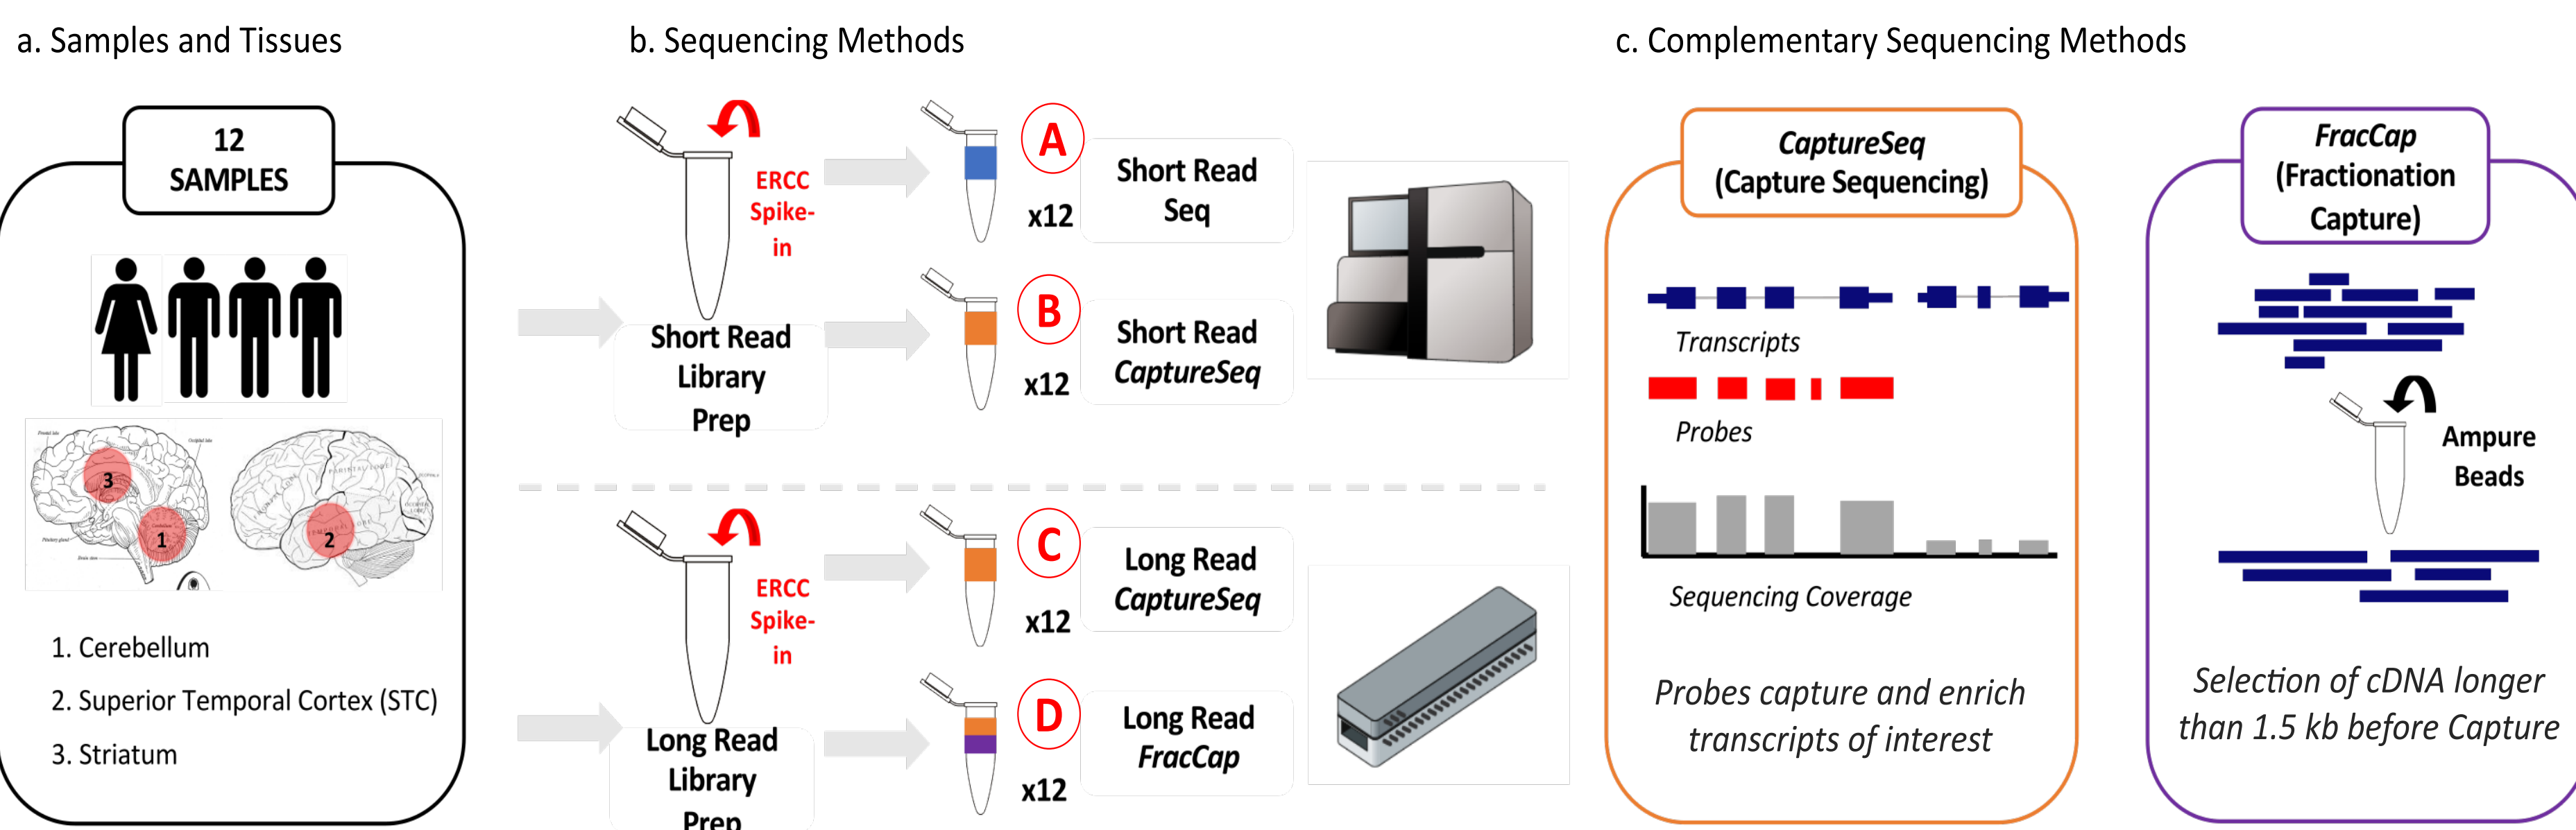 a. Samples and Tissues
12
SAMPLES
3
1
2
1. Cerebellum
2. Superior Temporal Cortex (STC)
3. Striatum
b. Sequencing Methods
ERCC
Spike-
in
Short Read
Library
Prep
A
x12
Short Read
Seq
B
x12
Short Read
CaptureSeq
ERCC
Spike-
in
Long Read
Library
Prep
C
x12
Long Read
CaptureSeq
D
x12
Long Read
FracCap
c. Complementary Sequencing Methods
CaptureSeq
(Capture Sequencing)
Transcripts
Probes
Sequencing Coverage
Probes capture and enrich
transcripts of interest
FracCap
(Fractionation
Capture)
Ampure
Beads
Selection of cDNA longer
than 1.5 kb before Capture